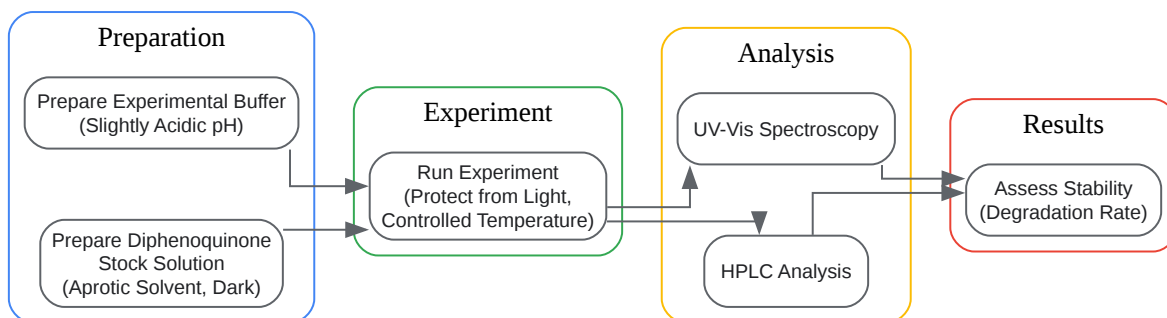 Preparation
Prepare Experimental Buffer
(Slightly Acidic pH)
Prepare Diphenoquinone
Stock Solution
(Aprotic Solvent, Dark)
Experiment
Run Experiment
(Protect from Light,
Controlled Temperature)
Analysis
UV-Vis Spectroscopy
HPLC Analysis
Results
Assess Stability
(Degradation Rate)